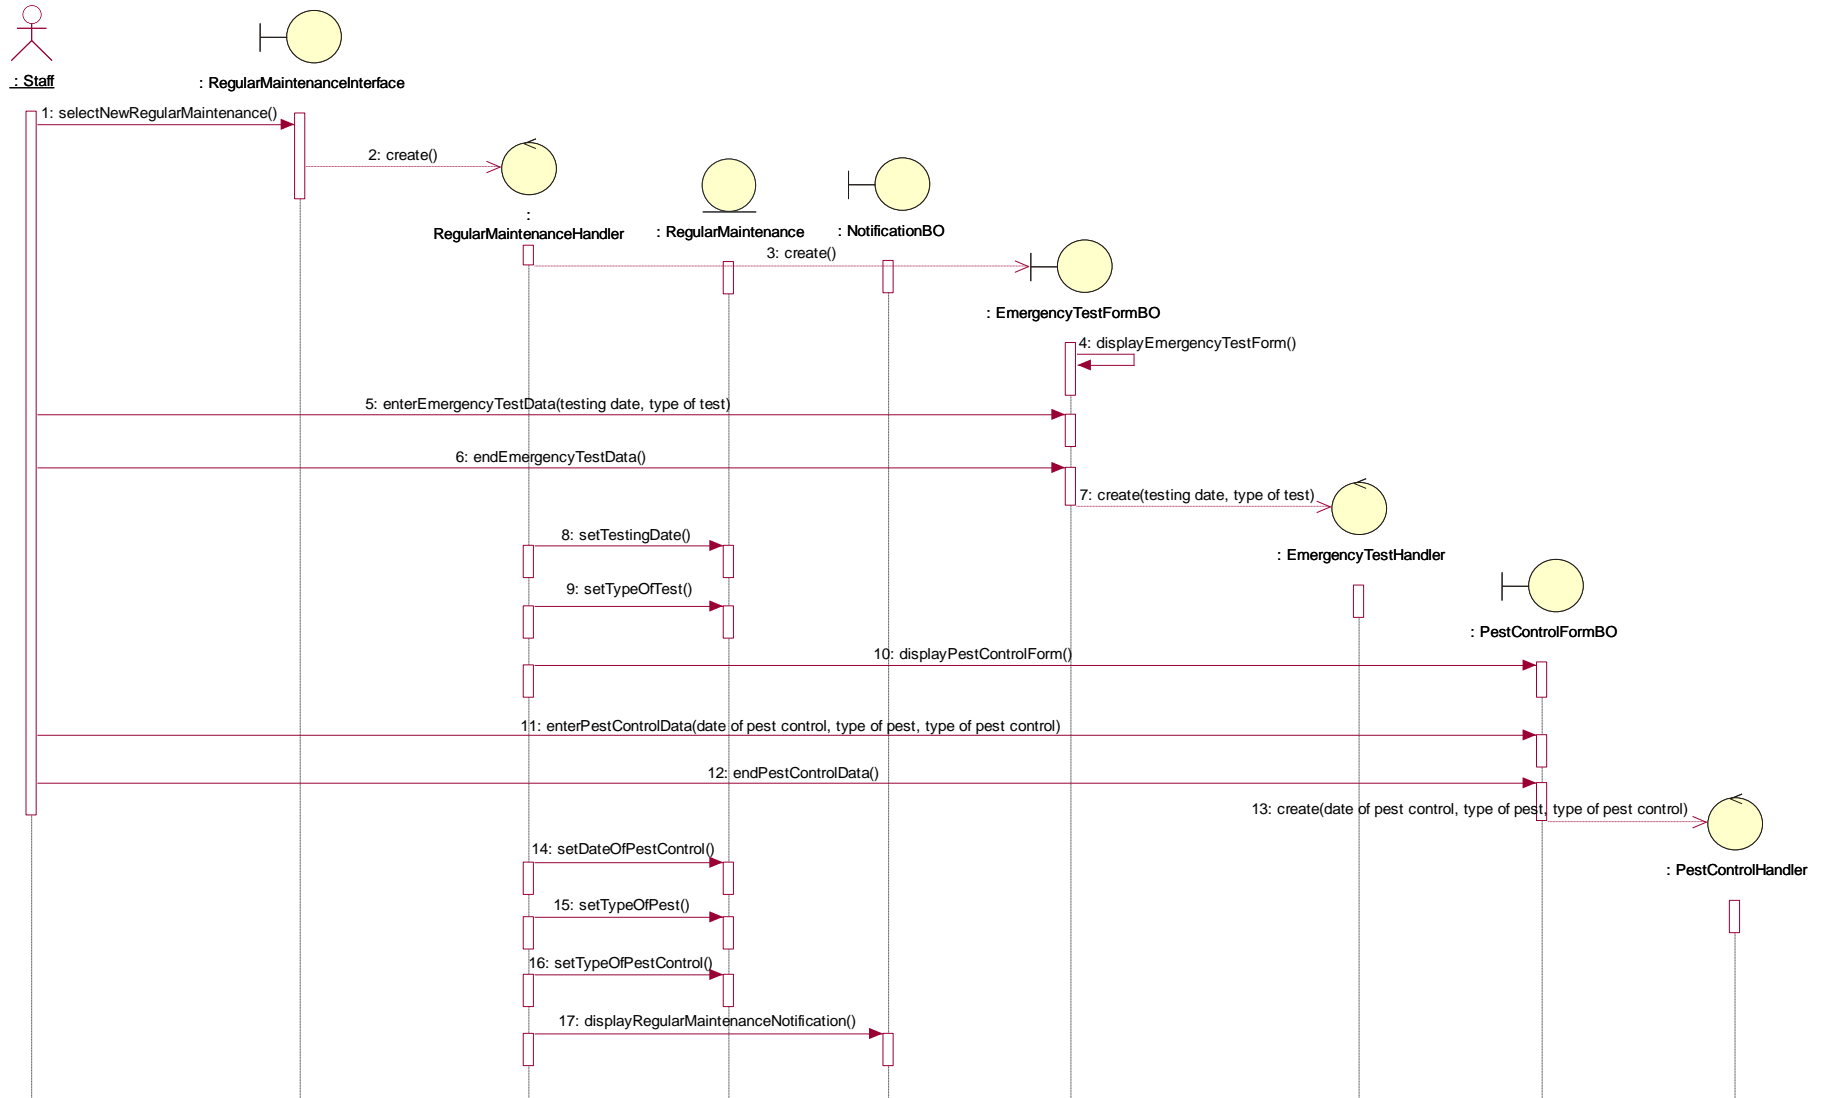 : Staff
: RegularMaintenanceInterface
1: selectNewRegularMaintenance()
2: create()
:
RegularMaintenanceHandler
: RegularMaintenance
: NotificationBO
3: create()
: EmergencyTestFormBO
4: displayEmergencyTestForm()
5: enterEmergencyTestData(testing date, type of test)
6: endEmergencyTestData()
7: create(testing date, type of test)
8: setTestingDate()
: EmergencyTestHandler
9: setTypeOfTest()
: PestControlFormBO
10: displayPestControlForm()
11: enterPestControlData(date of pest control, type of pest, type of pest control)
12: endPestControlData()
13: create(date of pest control, type of pest, type of pest control)
14: setDateOfPestControl()
: PestControlHandler
15: setTypeOfPest()
16: setTypeOfPestControl()
17: displayRegularMaintenanceNotification()